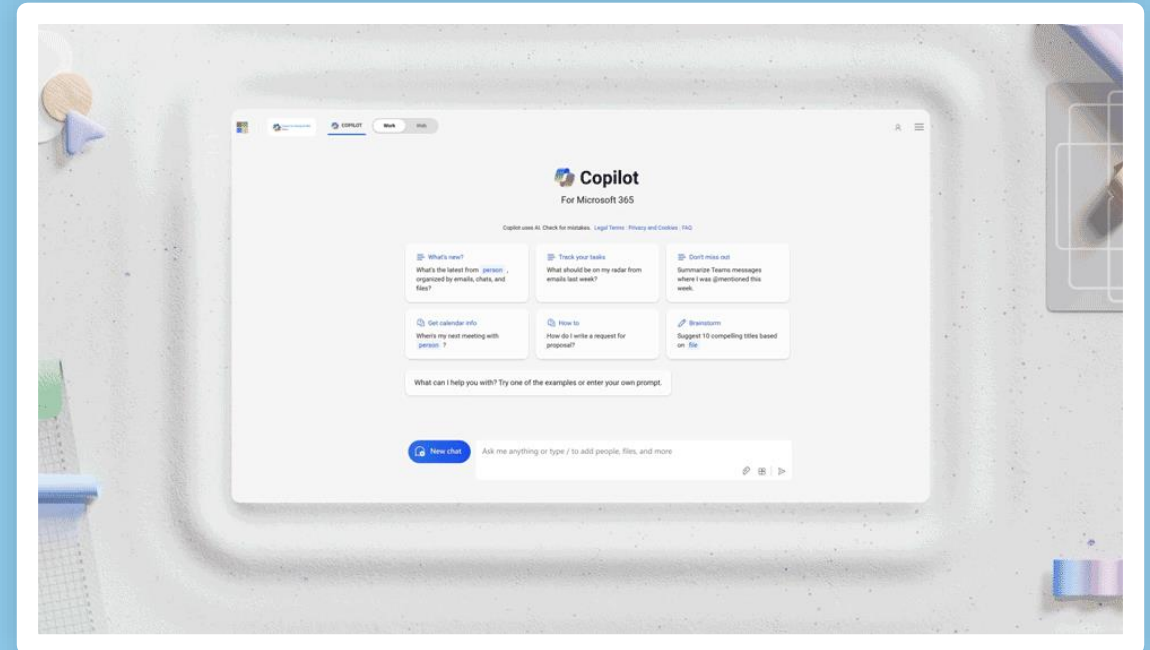 COPILOT
Work
Web
Copilot
For Microsoft 365
Copilot uses AI. Check for mistakes. Legal Terms Privacy and Cookies FAQ
What's new?
What's the latest from person ,
organized by emails, chats, and
files?
Track your tasks
What should be on my radar from
emails last week?
Don't miss out
Summarize Teams messages
where I was @mentioned this
week.
Get calendar info
When's my next meeting with
person ?
How to
How do I write a request for
proposal?
Brainstorm
Suggest 10 compelling titles based
on file
What can I help you with? Try one of the examples or enter your own prompt.
New chat
Ask me anything or type / to add people, files, and more